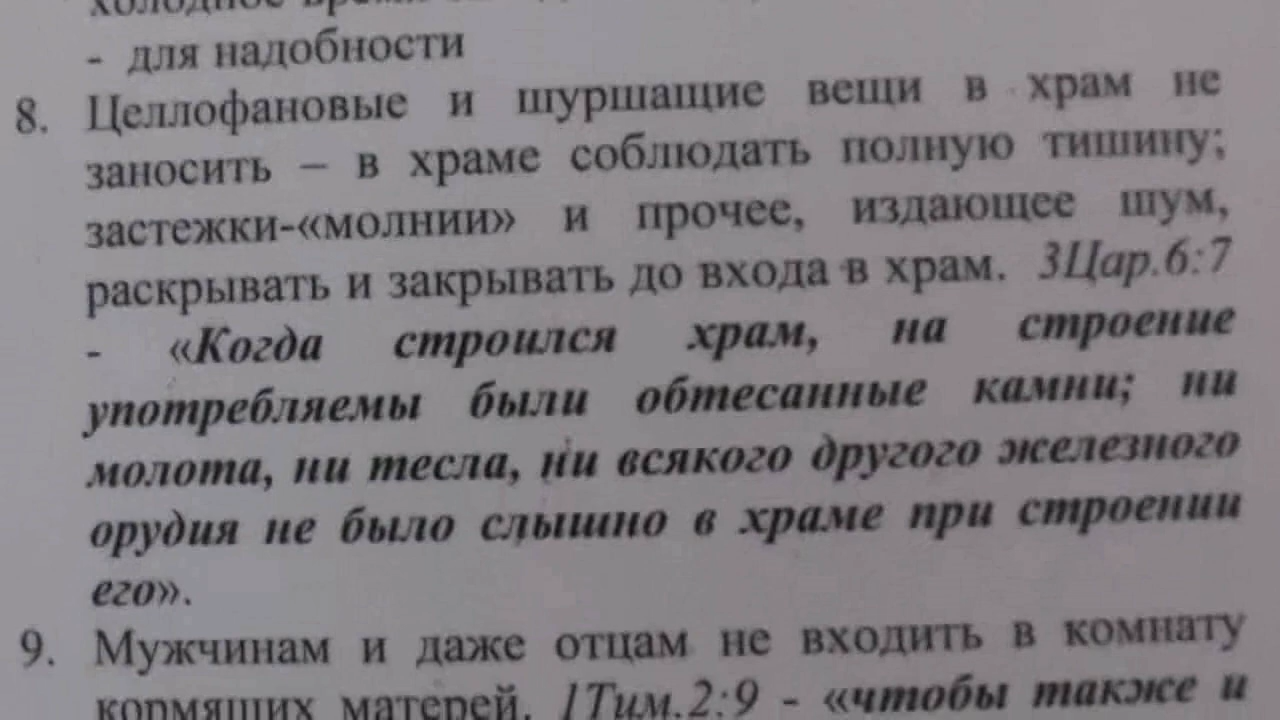 холодное
- для надобности
8. Целлофановые и шуршащие вещи в храм не
заносить – в храме соблюдать полную тишину;
застежки-«молнии» и прочее, издающее шум,
раскрывать и закрывать до входа в храм. 3Цар.6:7
- «Когда строился храм, на строение
употребляемы были обтесанные камни; ни
молота, ни тесла, ни всякого другого железного
орудия не было слышно в храме при строении
его».
9. Мужчинам и даже отцам не входить в комнату
кормящих матерей. 1Тим.2:9 - «чтобы также и